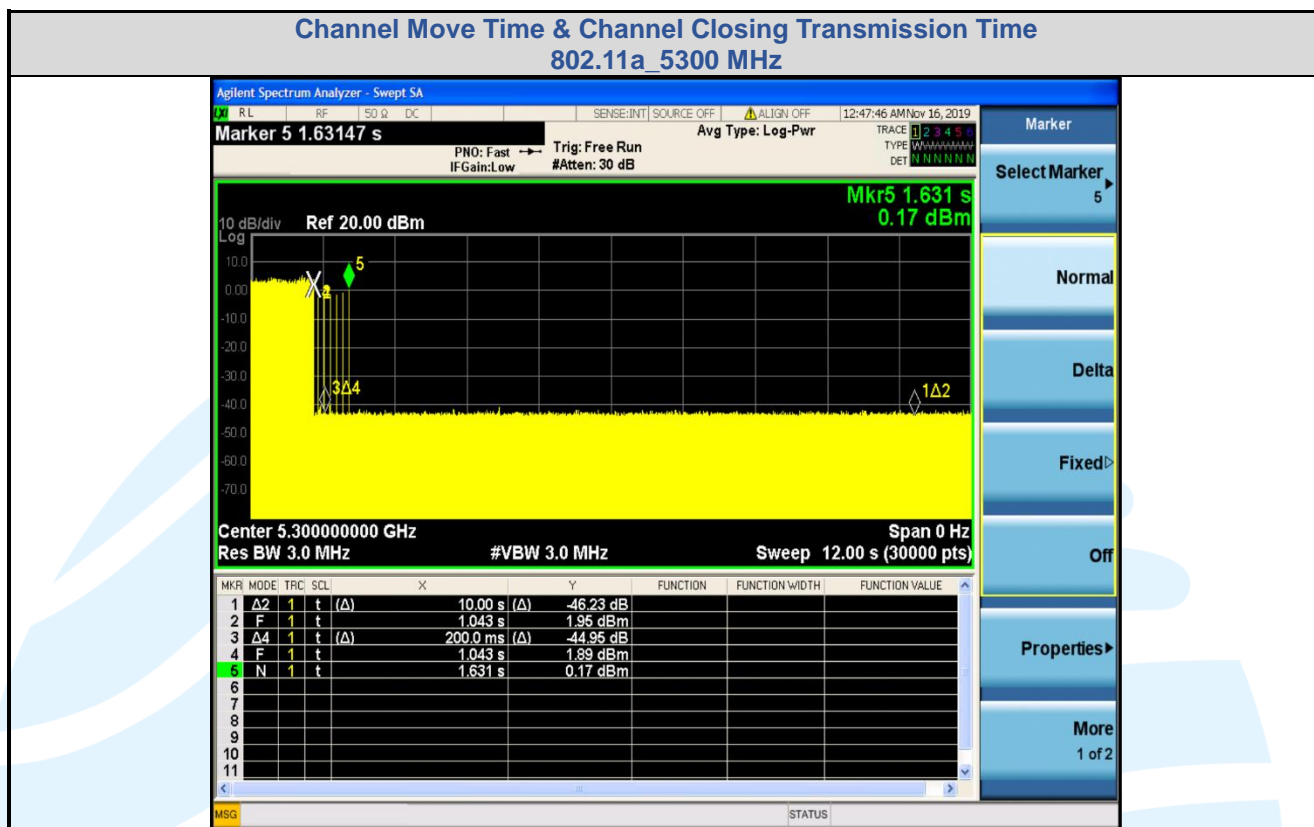 Channel Move Time & Channel Closing Transmission Time
802.11a_5300 MHz
Agilent Spectrum Analyzer - Swept SA
LXI RL RF 50 Ω DC SENSE:INT SOURCE OFF ALIGN OFF 12:47:46 AMNov 16, 2019
Marker 5 1.63147 s
PNO: Fast
IFGain:Low
Trig: Free Run
#Atten: 30 dB
Avg Type: Log-Pwr
TRACE 1 2 3 4 5 6
TYPE WWWWWWWW
DET N N N N N N
Mkr5 1.631 s
0.17 dBm
10 dB/div Ref 20.00 dBm
Log
10.0
0.00
-10.0
-20.0
-30.0
-40.0
-50.0
-60.0
-70.0
5
3Δ4
1Δ2
Center 5.300000000 GHz Span 0 Hz
Res BW 3.0 MHz #VBW 3.0 MHz Sweep 12.00 s (30000 pts)
MKR MODE TRC SCL X Y FUNCTION FUNCTION WIDTH FUNCTION VALUE
1 Δ2 1 t (Δ) 10.00 s (Δ) -46.23 dB
2 F 1 t 1.043 s 1.95 dBm
3 Δ4 1 t (Δ) 200.0 ms (Δ) -44.95 dB
4 F 1 t 1.043 s 1.89 dBm
5 N 1 t 1.631 s 0.17 dBm
6
7
8
9
10
11
MSG STATUS
Marker
Select Marker
5
Normal
Delta
Fixed
Off
Properties
More
1 of 2